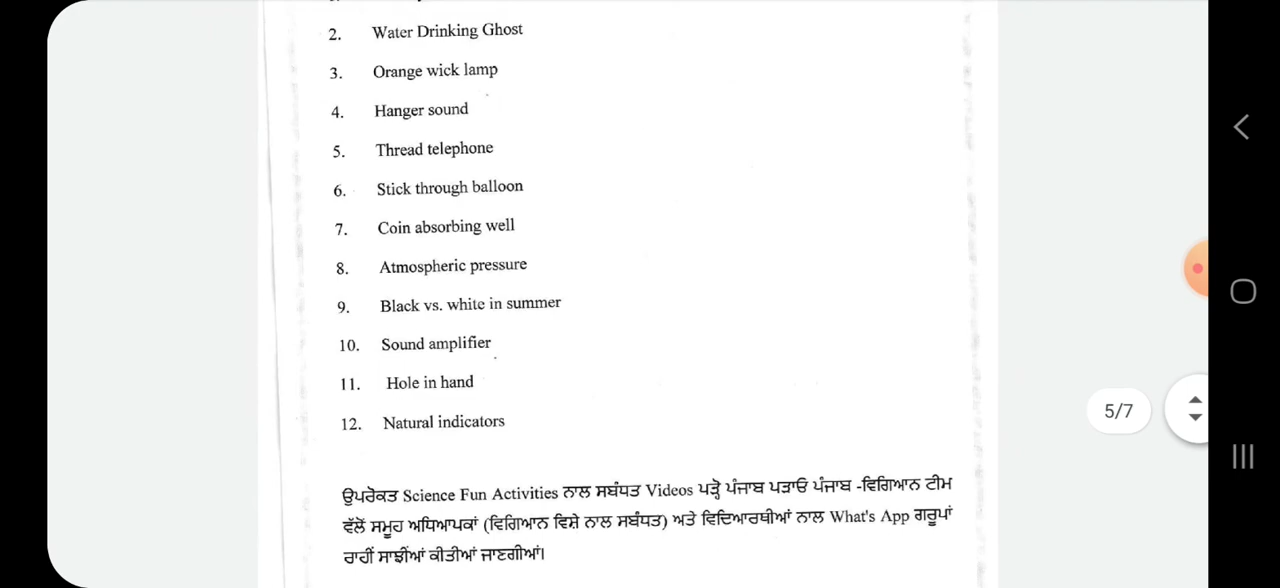 2. Water Drinking Ghost
3. Orange wick lamp
4. Hanger sound
5. Thread telephone
6. Stick through balloon
7. Coin absorbing well
8. Atmospheric pressure
9. Black vs. white in summer
10. Sound amplifier
11. Hole in hand
12. Natural indicators
ਉਪਰੋਕਤ Science Fun Activities ਨਾਲ ਸਬੰਧਤ Videos ਪੜ੍ਹੋ ਪੰਜਾਬ ਪੜਾਓ ਪੰਜਾਬ -ਵਿਗਿਆਨ ਟੀਮ
ਵੱਲੋਂ ਸਮੂਹ ਅਧਿਆਪਕਾਂ (ਵਿਗਿਆਨ ਵਿਸ਼ੇ ਨਾਲ ਸਬੰਧਤ) ਅਤੇ ਵਿਦਿਆਰਥੀਆਂ ਨਾਲ What's App ਗਰੂਪਾਂ
ਰਾਹੀਂ ਸਾਝੀਂਆਂ ਕੀਤੀਆਂ ਜਾਣਗੀਆਂ।
5/7